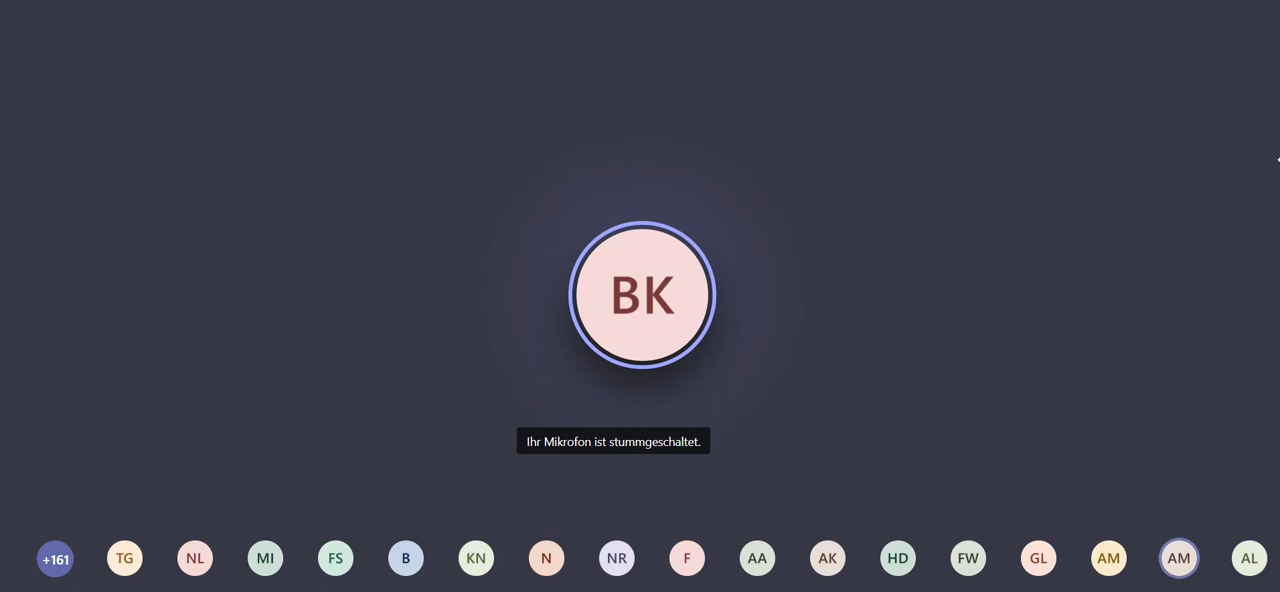 BK
Ihr Mikrofon ist stummgeschaltet.
+161 TG NL MI FS B KN N NR F AA AK HD FW GL AM AM AL